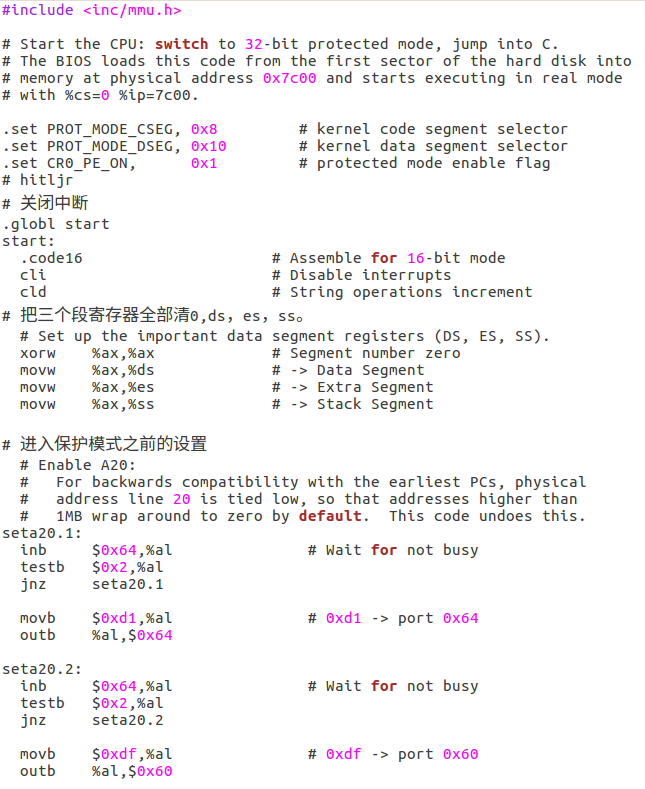 #include <inc/mmu.h>
# Start the CPU: switch to 32-bit protected mode, jump into C.
# The BIOS loads this code from the first sector of the hard disk into
# memory at physical address 0x7c00 and starts executing in real mode
# with %cs=0 %ip=7c00.
.set PROT_MODE_CSEG, 0x8         # kernel code segment selector
.set PROT_MODE_DSEG, 0x10        # kernel data segment selector
.set CR0_PE_ON,      0x1         # protected mode enable flag
# hitljr
# 关闭中断
.globl start
start:
  .code16                     # Assemble for 16-bit mode
  cli                         # Disable interrupts
  cld                         # String operations increment
# 把三个段寄存器全部清0,ds，es，ss。
  # Set up the important data segment registers (DS, ES, SS).
  xorw    %ax,%ax             # Segment number zero
  movw    %ax,%ds             # -> Data Segment
  movw    %ax,%es             # -> Extra Segment
  movw    %ax,%ss             # -> Stack Segment
# 进入保护模式之前的设置
  # Enable A20:
  #   For backwards compatibility with the earliest PCs, physical
  #   address line 20 is tied low, so that addresses higher than
  #   1MB wrap around to zero by default.  This code undoes this.
seta20.1:
  inb     $0x64,%al               # Wait for not busy
  testb   $0x2,%al
  jnz     seta20.1
  movb    $0xd1,%al               # 0xd1 -> port 0x64
  outb    %al,$0x64
seta20.2:
  inb     $0x64,%al               # Wait for not busy
  testb   $0x2,%al
  jnz     seta20.2
  movb    $0xdf,%al               # 0xdf -> port 0x60
  outb    %al,$0x60